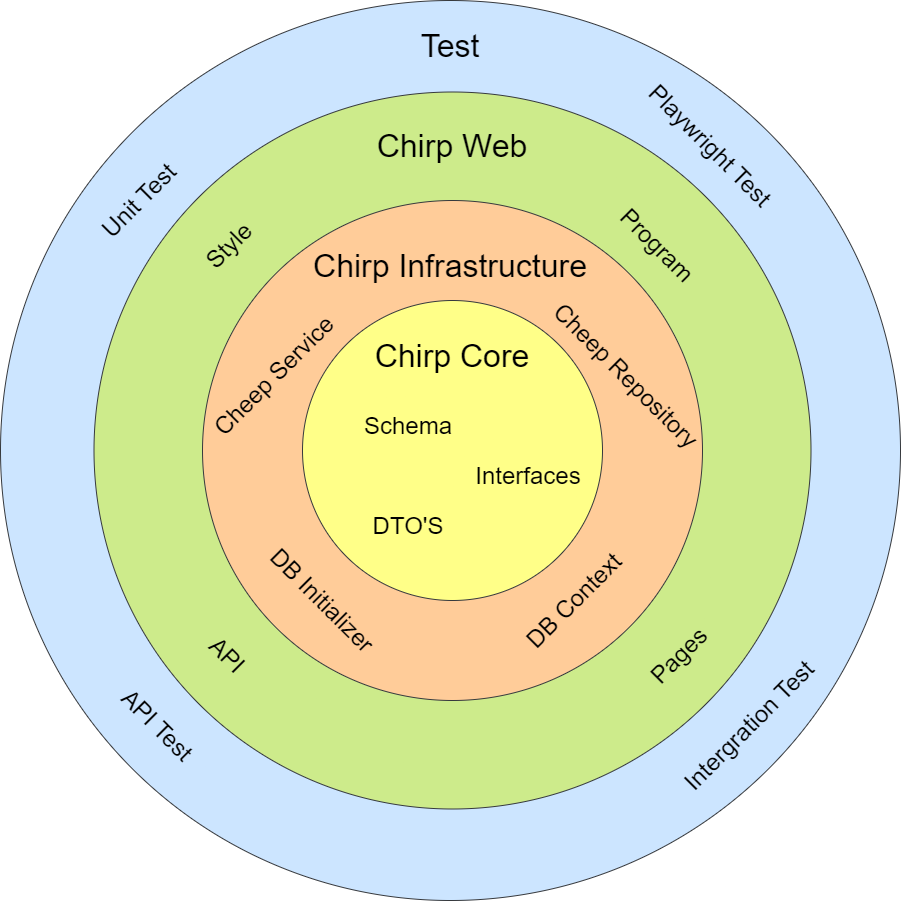 Test
Playwright Test
Unit Test
Chirp Web
Style
Program
Chirp Infrastructure
Cheep Service
Cheep Repository
Chirp Core
Schema
Interfaces
DTO'S
DB Initializer
DB Context
API
Pages
API Test
Intergration Test